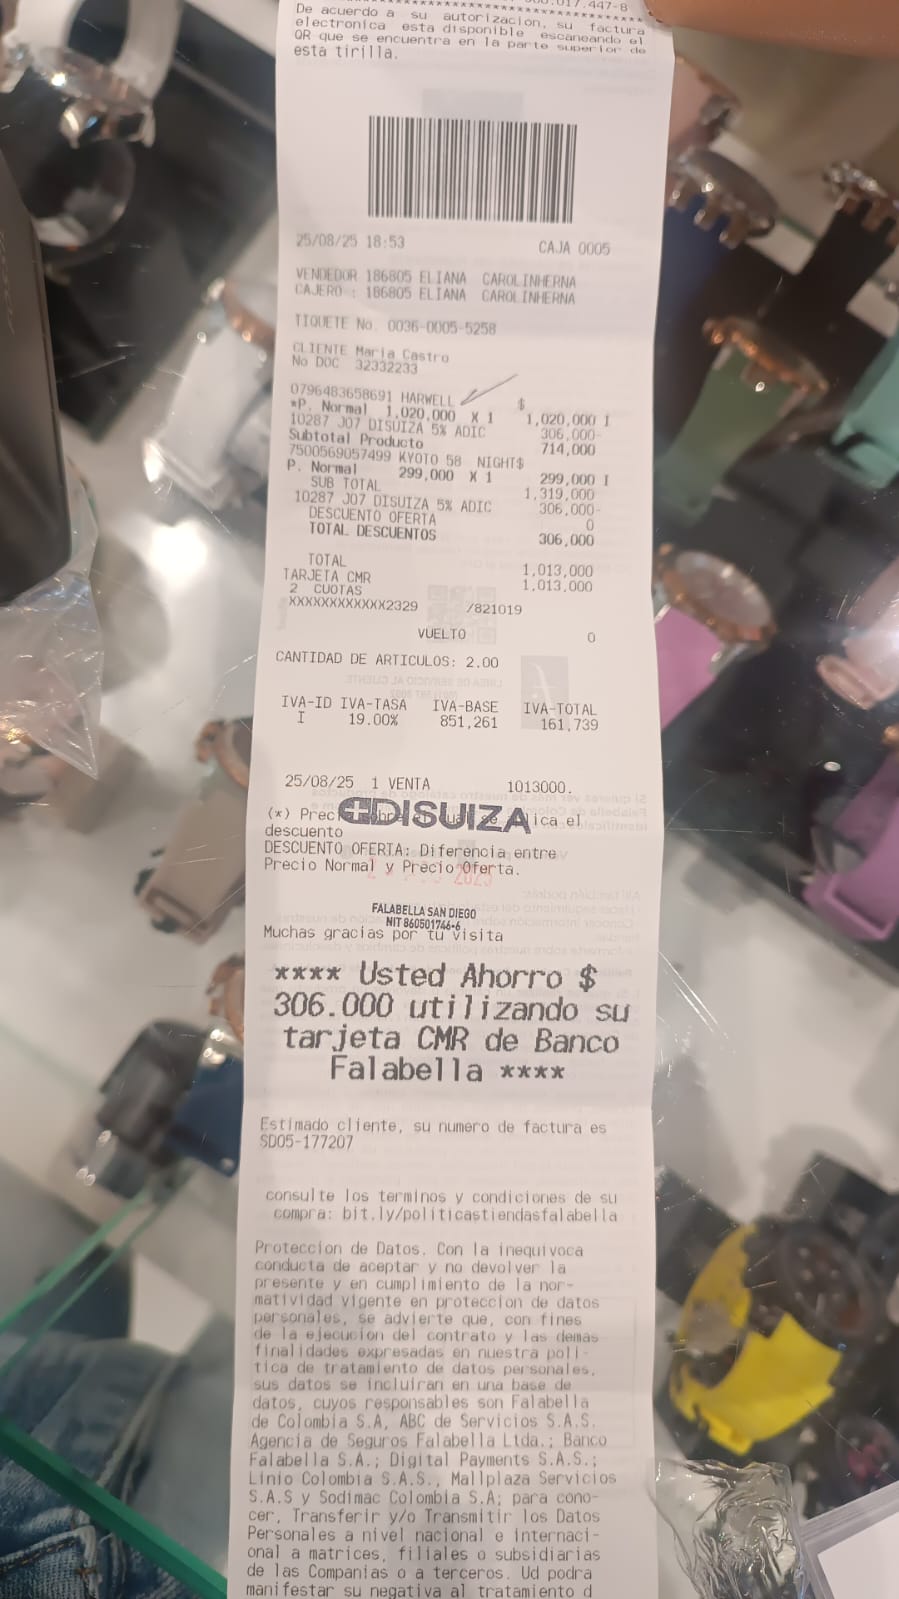 .017.447-8
De acuerdo a su autorizacion, su factura
electronica esta disponible escaneando el
QR que se encuentra en la parte superior de
esta tirilla.
25/08/25 18:53 CAJA 0005
VENDEDOR 186805 ELIANA CAROLINHERNA
CAJERO : 186805 ELIANA CAROLINHERNA
TIQUETE No. 0036-0005-5258
CLIENTE Maria Castro
No DOC 32332233
0796483658691 HARWELL $
*P. Normal 1.020,000 X 1 1,020,000 I
10287 J07 DISUIZA 5% ADIC 306,000-
Subtotal Producto 714,000
7500569057499 KYOTO 58 NIGHT$
P. Normal 299,000 X 1 299,000 I
SUB TOTAL 1,319,000
10287 J07 DISUIZA 5% ADIC 306,000-
DESCUENTO OFERTA 0
TOTAL DESCUENTOS 306,000
TOTAL 1,013,000
TARJETA CMR 1,013,000
2 CUOTAS
XXXXXXXXXXXX2329 /821019
VUELTO 0
CANTIDAD DE ARTICULOS: 2.00
IVA-ID IVA-TASA IVA-BASE IVA-TOTAL
I 19.00% 851,261 161,739
25/08/25 1 VENTA 1013000.
DISUIZA
(*) Prec se lica el
descuento
DESCUENTO OFERTA: Diferencia entre
Precio Normal y Precio Oferta.
FALABELLA SAN DIEGO
NIT 860501746-6
Muchas gracias por tu visita
**** Usted Ahorro $
306.000 utilizando su
tarjeta CMR de Banco
Falabella ****
Estimado cliente, su numero de factura es
SD05-177207
consulte los terminos y condiciones de su
compra: bit.ly/politicastiendasfalabella
Proteccion de Datos. Con la inequivoca
conducta de aceptar y no devolver la
presente y en cumplimiento de la nor-
matividad vigente en proteccion de datos
personales, se advierte que, con fines
de la ejecucion del contrato y las demas
finalidades expresadas en nuestra poli-
tica de tratamiento de datos personales,
sus datos se incluiran en una base de
datos, cuyos responsables son Falabella
de Colombia S.A, ABC de Servicios S.A.S.
Agencia de Seguros Falabella Ltda.; Banco
Falabella S.A.; Digital Payments S.A.S.;
Linio Colombia S.A.S., Mallplaza Servicios
S.A.S y Sodimac Colombia S.A; para cono-
cer, Transferir y/o Transmitir los Datos
Personales a nivel nacional e internaci-
onal a matrices, filiales o subsidiarias
de las Companias o a terceros. Ud podra
manifestar su negativa al tratamiento d